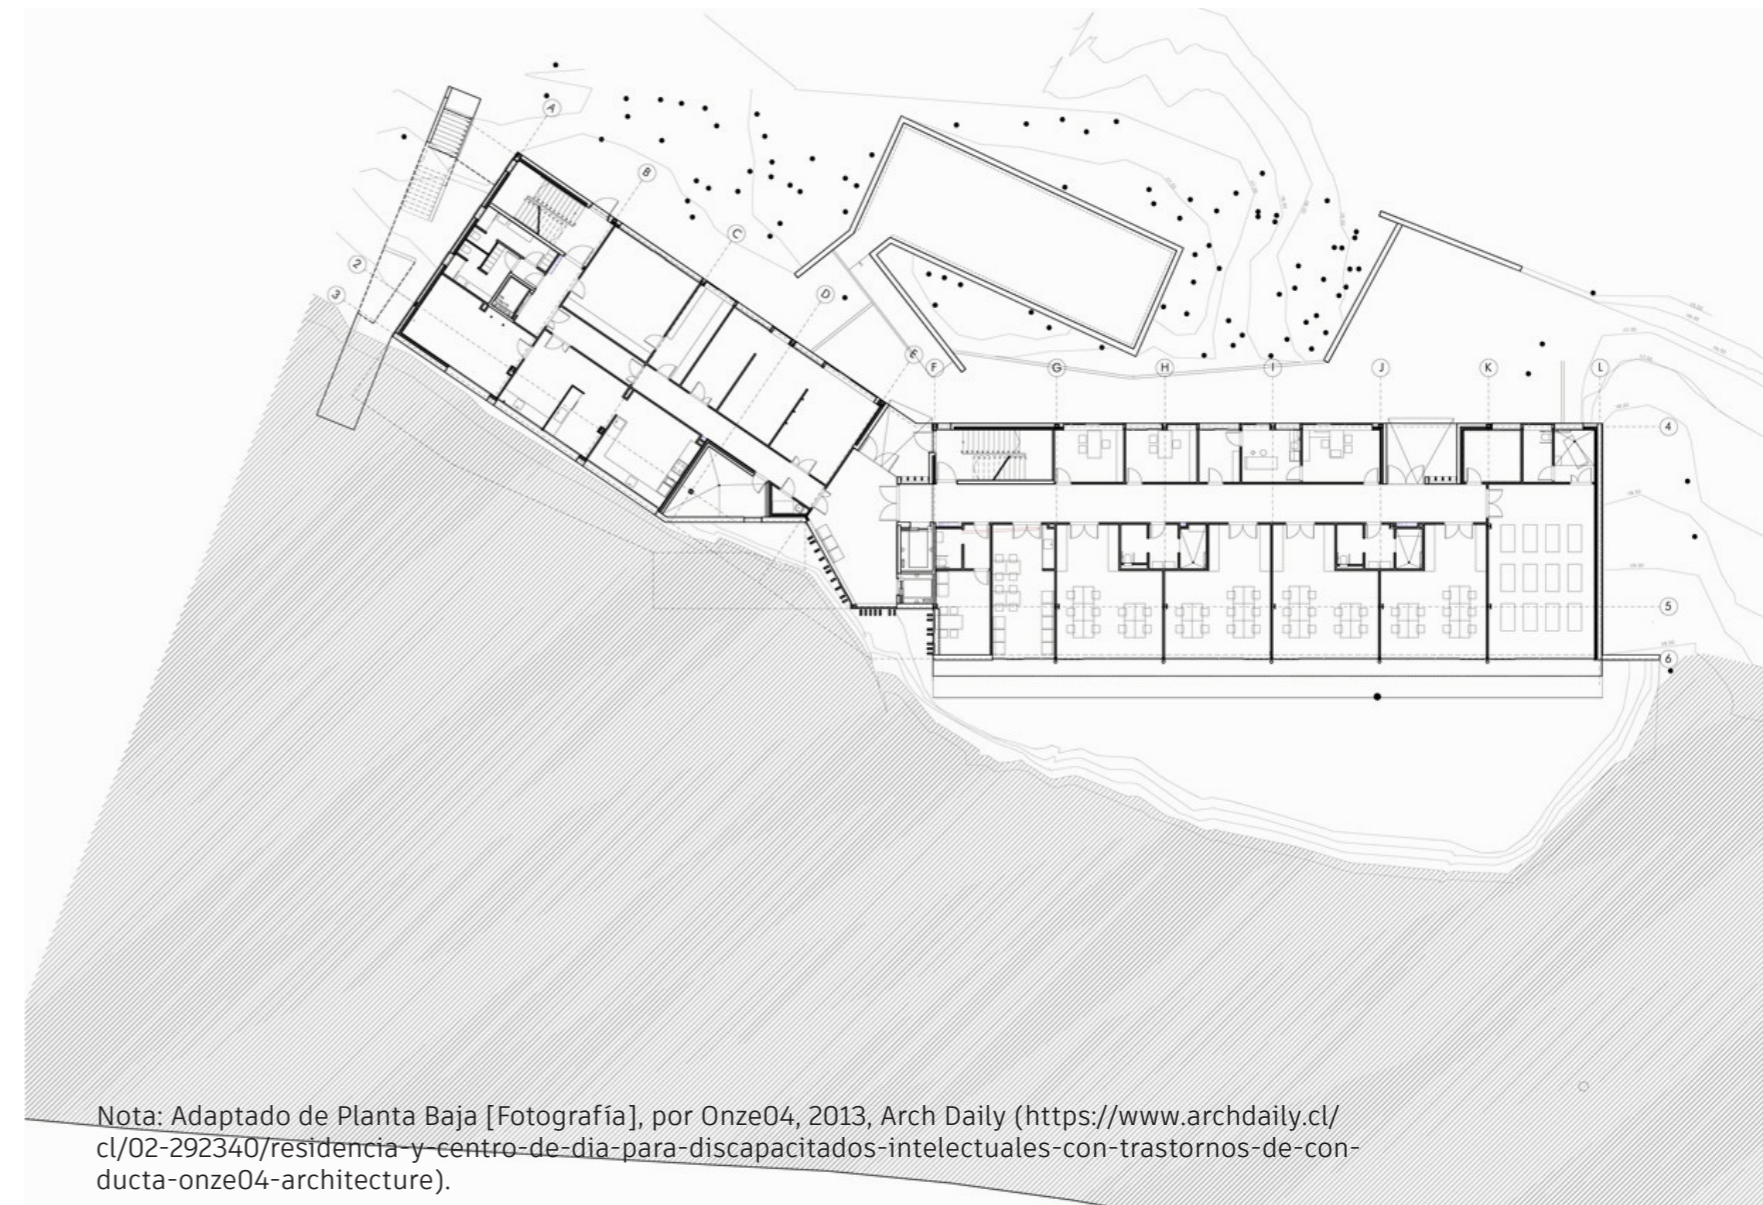 A
B
C
2
3
D
E
F
G
H
I
J
K
L
4
5
6
Nota: Adaptado de Planta Baja [Fotografía], por Onze04, 2013, Arch Daily (https://www.archdaily.cl/
cl/02-292340/residencia-y-centro-de-dia-para-discapacitados-intelectuales-con-trastornos-de-con-
ducta-onze04-architecture).